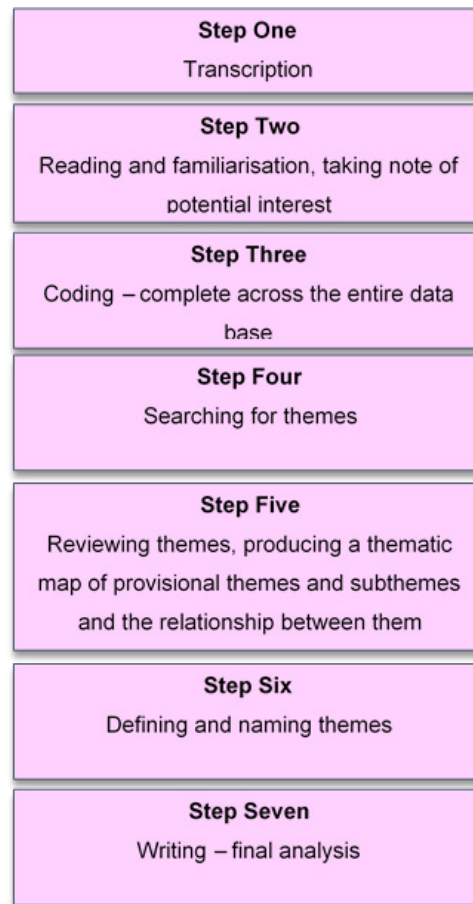 Step One
Transcription
Step Two
Reading and familiarisation, taking note of
potential interest
Step Three
Coding – complete across the entire data
base
Step Four
Searching for themes
Step Five
Reviewing themes, producing a thematic
map of provisional themes and subthemes
and the relationship between them
Step Six
Defining and naming themes
Step Seven
Writing – final analysis